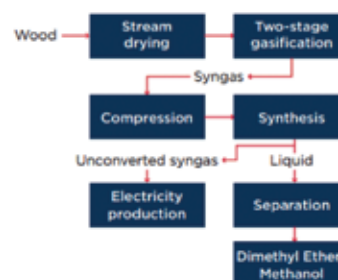 Wood
Stream
drying
Two-stage
gasification
Syngas
Compression
Synthesis
Unconverted syngas
Liquid
Electricity
production
Separation
Dimethyl Ether
Methanol